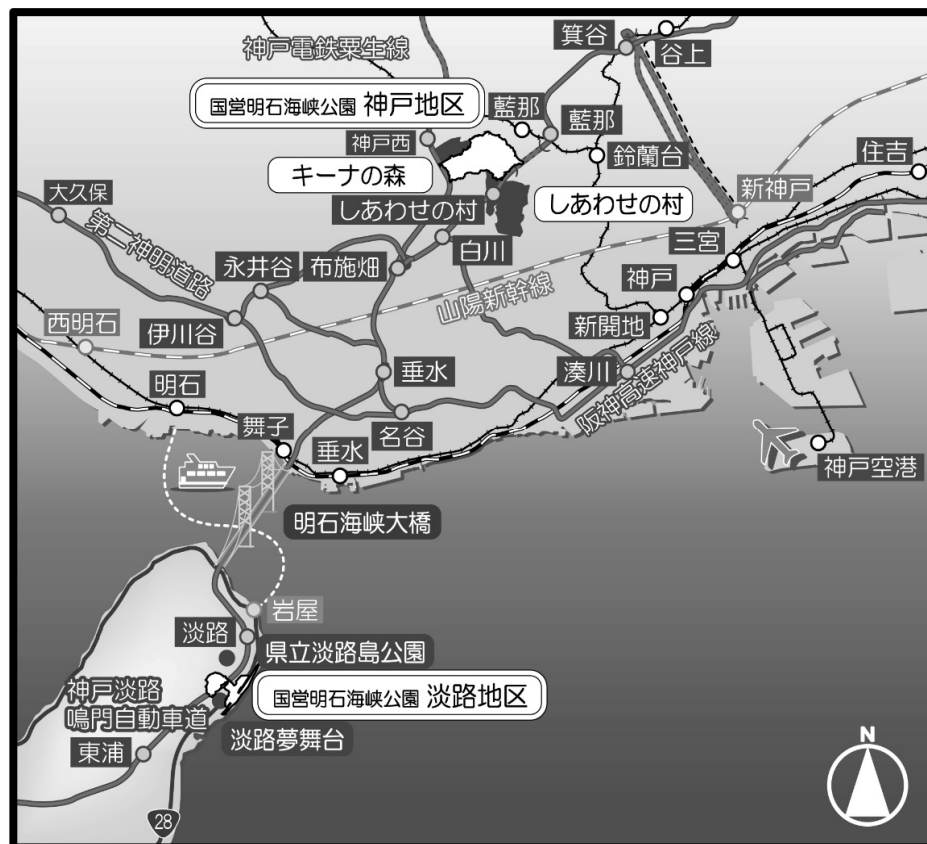 神戸電鉄粟生線
箕谷
谷上
国営明石海峡公園 神戸地区
藍那
藍那
神戸西
鈴蘭台
住吉
キーナの森
大久保
しあわせの村
しあわせの村
新神戸
第二神明道路
白川
三宮
永井谷
布施畑
神戸
山陽新幹線
西明石
伊川谷
新開地
垂水
湊川
阪神高速神戸線
明石
舞子
垂水
名谷
神戸空港
明石海峡大橋
岩屋
淡路
県立淡路島公園
神戸淡路
鳴門自動車道
国営明石海峡公園 淡路地区
淡路夢舞台
東浦
28
N